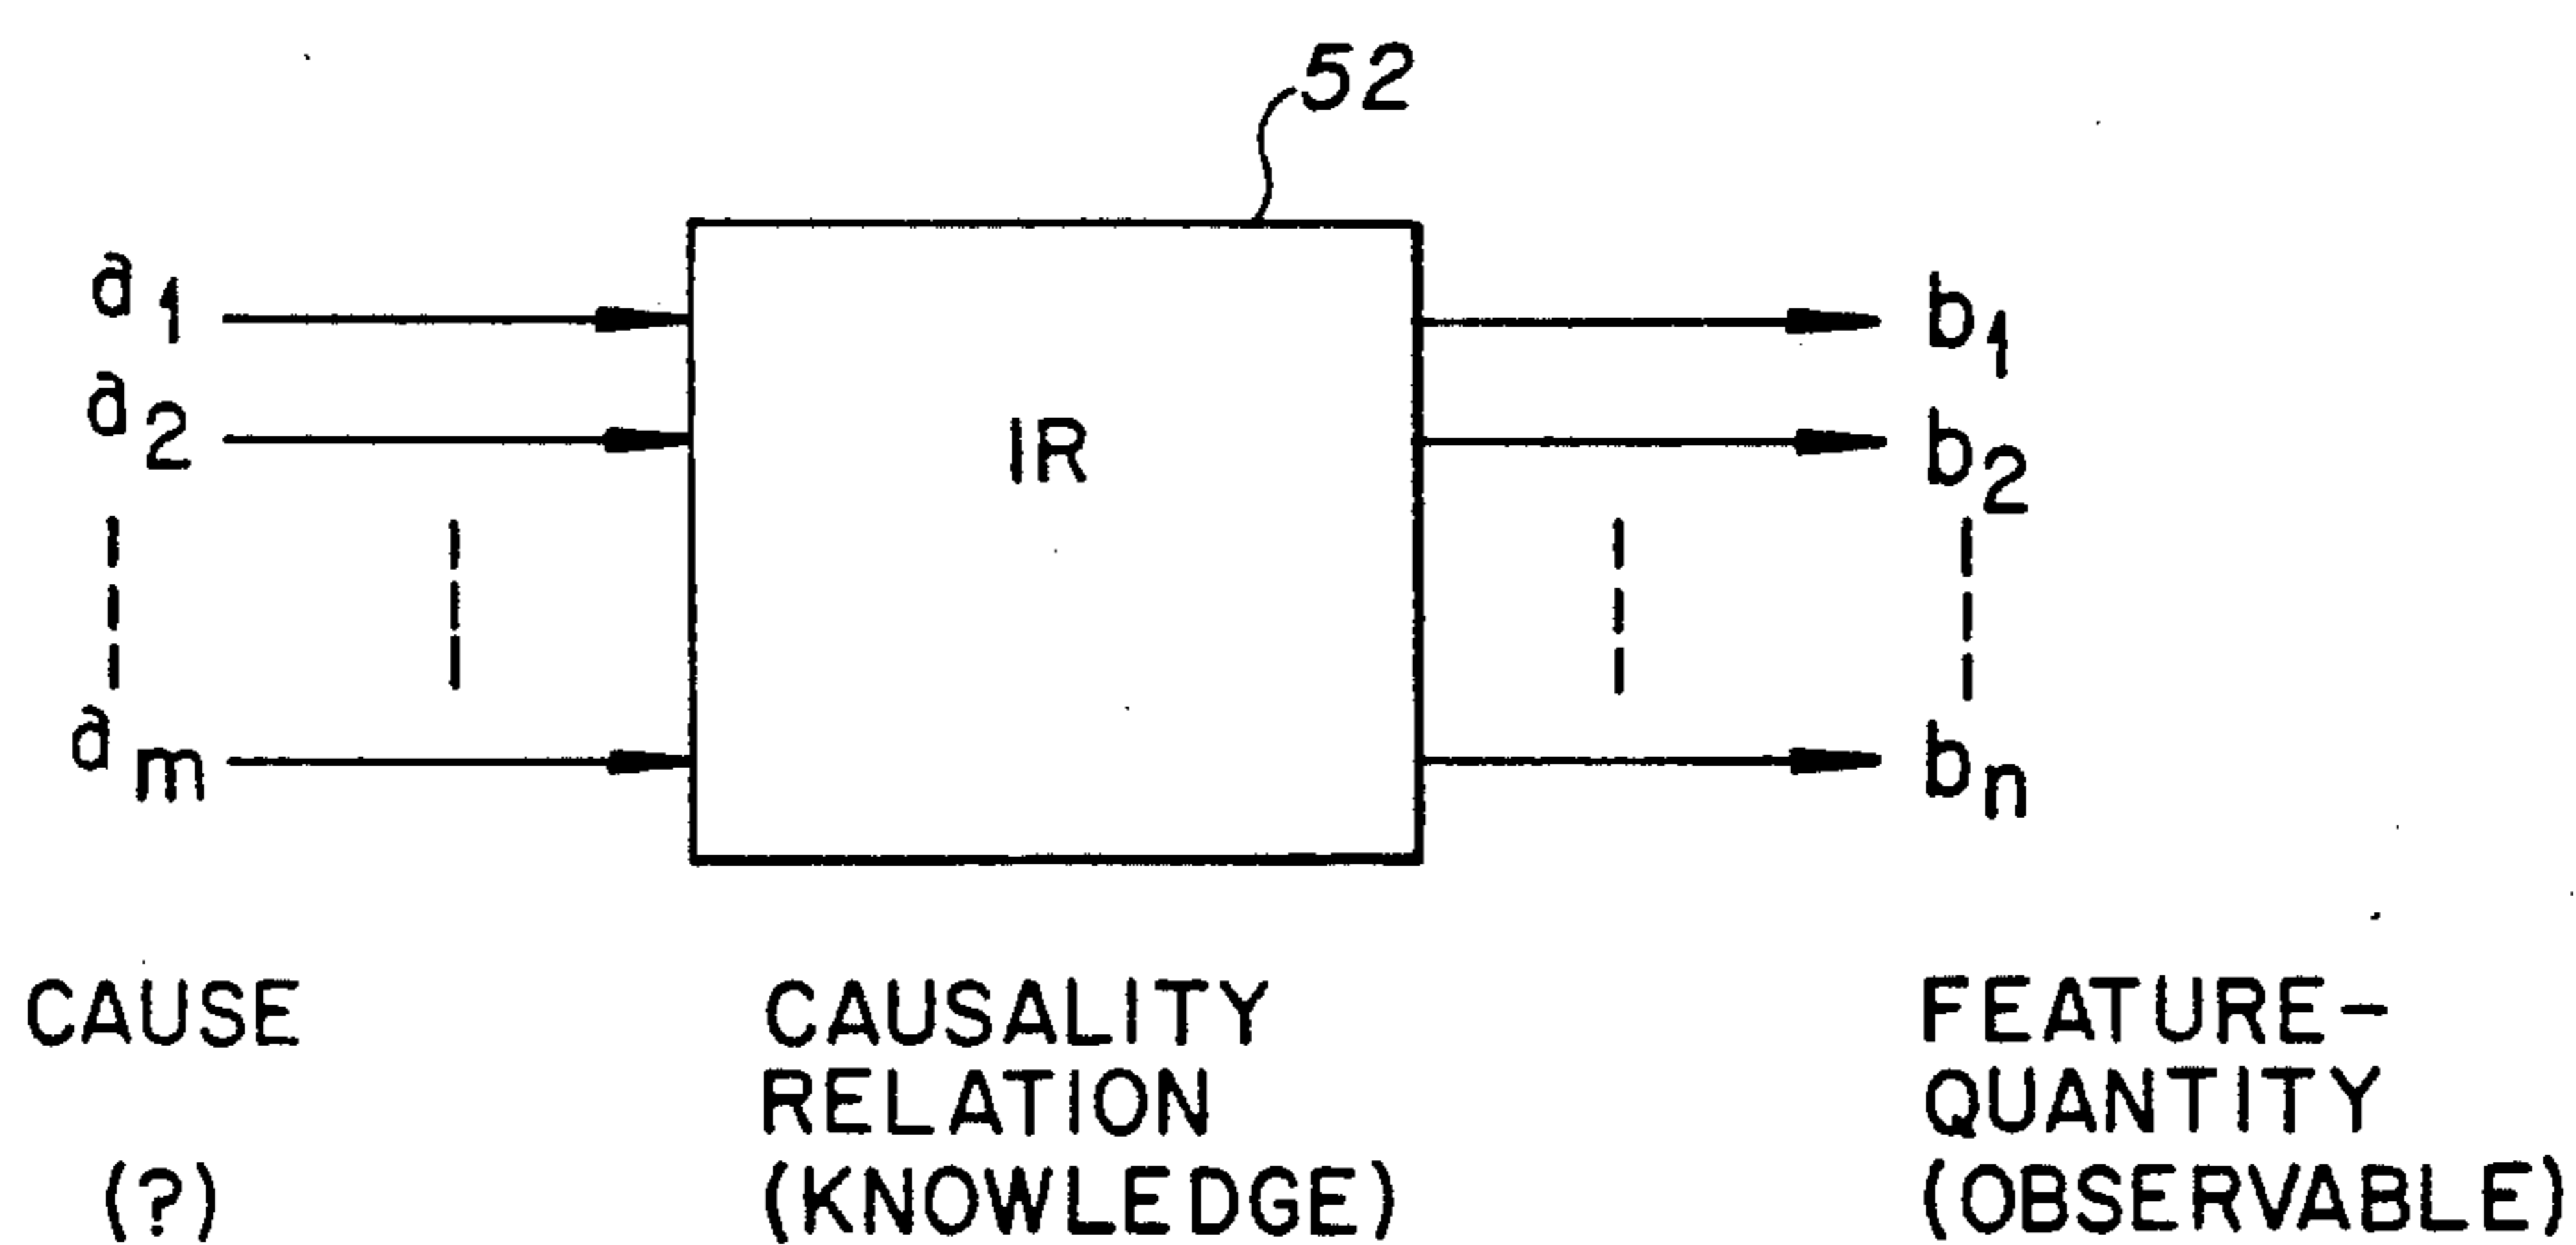 52
a1
a2
am
IR
b1
b2
bn
CAUSE
(?)
CAUSALITY
RELATION
(KNOWLEDGE)
FEATURE-
QUANTITY
(OBSERVABLE)